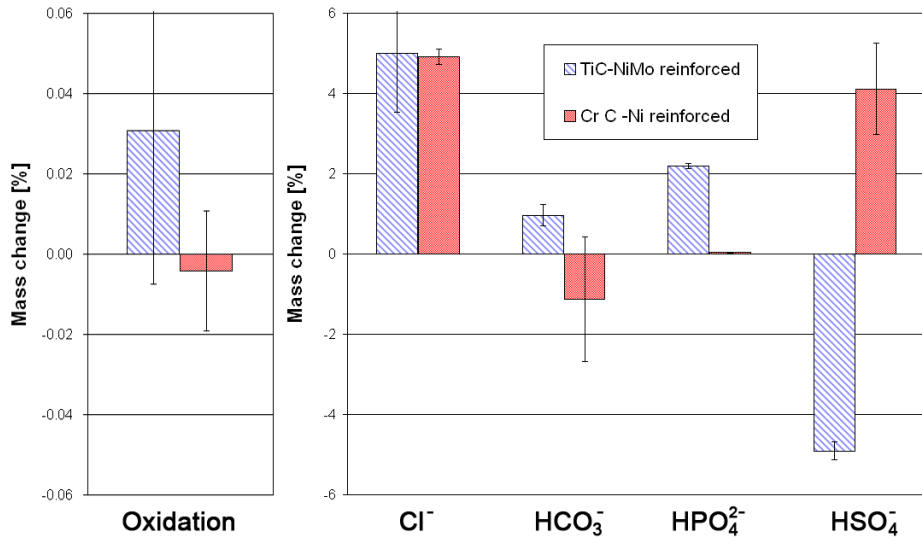 Mass change [%]
0.06
0.04
0.02
0.00
-0.02
-0.04
-0.06
Oxidation
Mass change [%]
6
4
2
0
-2
-4
-6
TiC-NiMo reinforced
Cr C -Ni reinforced
Cl⁻
HCO₃⁻
HPO₄²⁻
HSO₄⁻